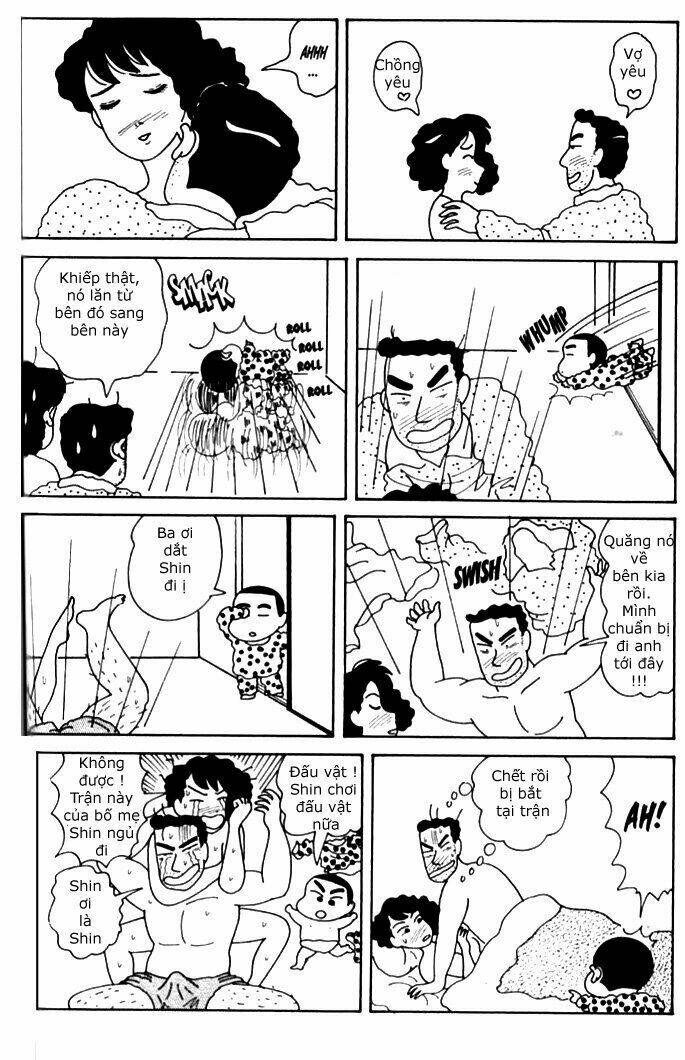 AHHH
...
Chồng
yêu
Vợ
yêu
Khiếp thật,
nó lăn từ
bên đó sang
bên này
SMACK
ROLL
ROLL
ROLL
ROLL
WHUMP
Ba ơi
dắt
Shin
đi ị
SWISH
Quăng nó
về
bên kia
rồi.
Mình
chuẩn bị
đi anh
tới đây
!!!
Không
được !
Trận này
của bố mẹ
Shin ngủ
đi
Shin
ơi
là
Shin
Đấu vật !
Shin chơi
đấu vật
nữa
Chết rồi
bị bắt
tại trận
AH!